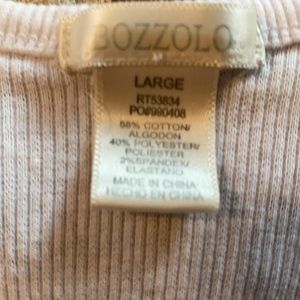 BOZZOLO
LARGE
RT53834
PO#990408
58% COTTON/
ALGODON
40% POLYESTER/
POLIESTER
2%SPANDEX/
ELASTANO
MADE IN CHINA
HECHO EN CHINA